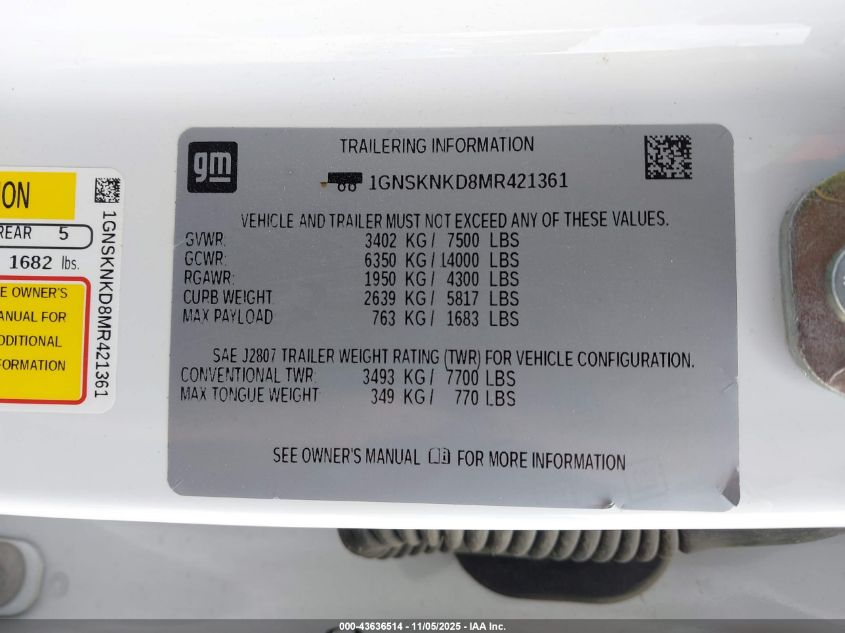 ION
REAR 5
1682 lbs.
E OWNER'S
ANUAL FOR
DDITIONAL
FORMATION
1GNSKNKD8MR421361
gm
TRAILERING INFORMATION
1GNSKNKD8MR421361
VEHICLE AND TRAILER MUST NOT EXCEED ANY OF THESE VALUES.
GVWR: 3402 KG/ 7500 LBS
GCWR: 6350 KG/ 14000 LBS
RGAWR: 1950 KG/ 4300 LBS
CURB WEIGHT 2639 KG/ 5817 LBS
MAX PAYLOAD 763 KG/ 1683 LBS
SAE J2807 TRAILER WEIGHT RATING (TWR) FOR VEHICLE CONFIGURATION.
CONVENTIONAL TWR: 3493 KG/ 7700 LBS
MAX TONGUE WEIGHT: 349 KG/ 770 LBS
SEE OWNER'S MANUAL FOR MORE INFORMATION
000-43636514 - 11/05/2025 - IAA Inc.